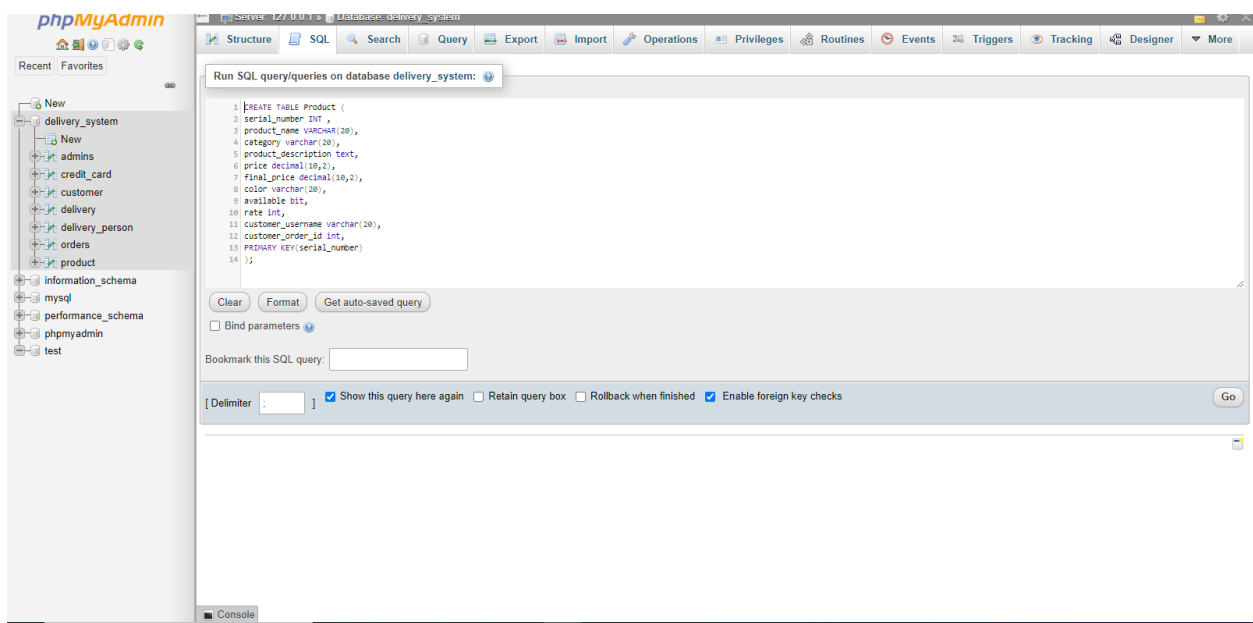 phpMyAdmin
Server: 127.0.0.1 » Database: delivery_system
Structure SQL Search Query Export Import Operations Privileges Routines Events Triggers Tracking Designer More
Recent Favorites
New
delivery_system
New
admins
credit_card
customer
delivery
delivery_person
orders
product
information_schema
mysql
performance_schema
phpmyadmin
test
Run SQL query/queries on database delivery_system:
1 CREATE TABLE Product (
2 serial_number INT ,
3 product_name VARCHAR(20),
4 category varchar(20),
5 product_description text,
6 price decimal(10,2),
7 final_price decimal(10,2),
8 color varchar(20),
9 available bit,
10 rate int,
11 customer_username varchar(20),
12 customer_order_id int,
13 PRIMARY KEY(serial_number)
14 );
Clear Format Get auto-saved query
Bind parameters
Bookmark this SQL query:
[ Delimiter ; ] Show this query here again Retain query box Rollback when finished Enable foreign key checks Go
Console